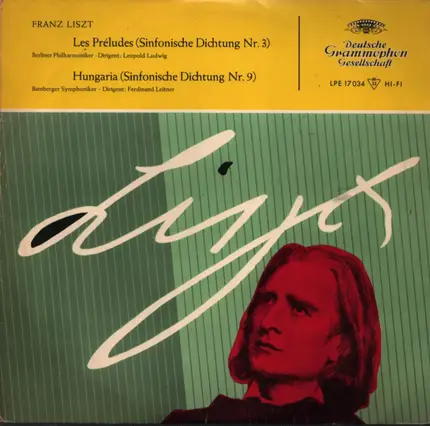 FRANZ LISZT
Les Préludes (Sinfonische Dichtung Nr. 3)
Berliner Philharmoniker · Dirigent: Leopold Ludwig
Hungaria (Sinfonische Dichtung Nr. 9)
Bamberger Symphoniker · Dirigent: Ferdinand Leitner
Deutsche
Grammophon
Gesellschaft
LPE 17 034 HI-FI
Liszt